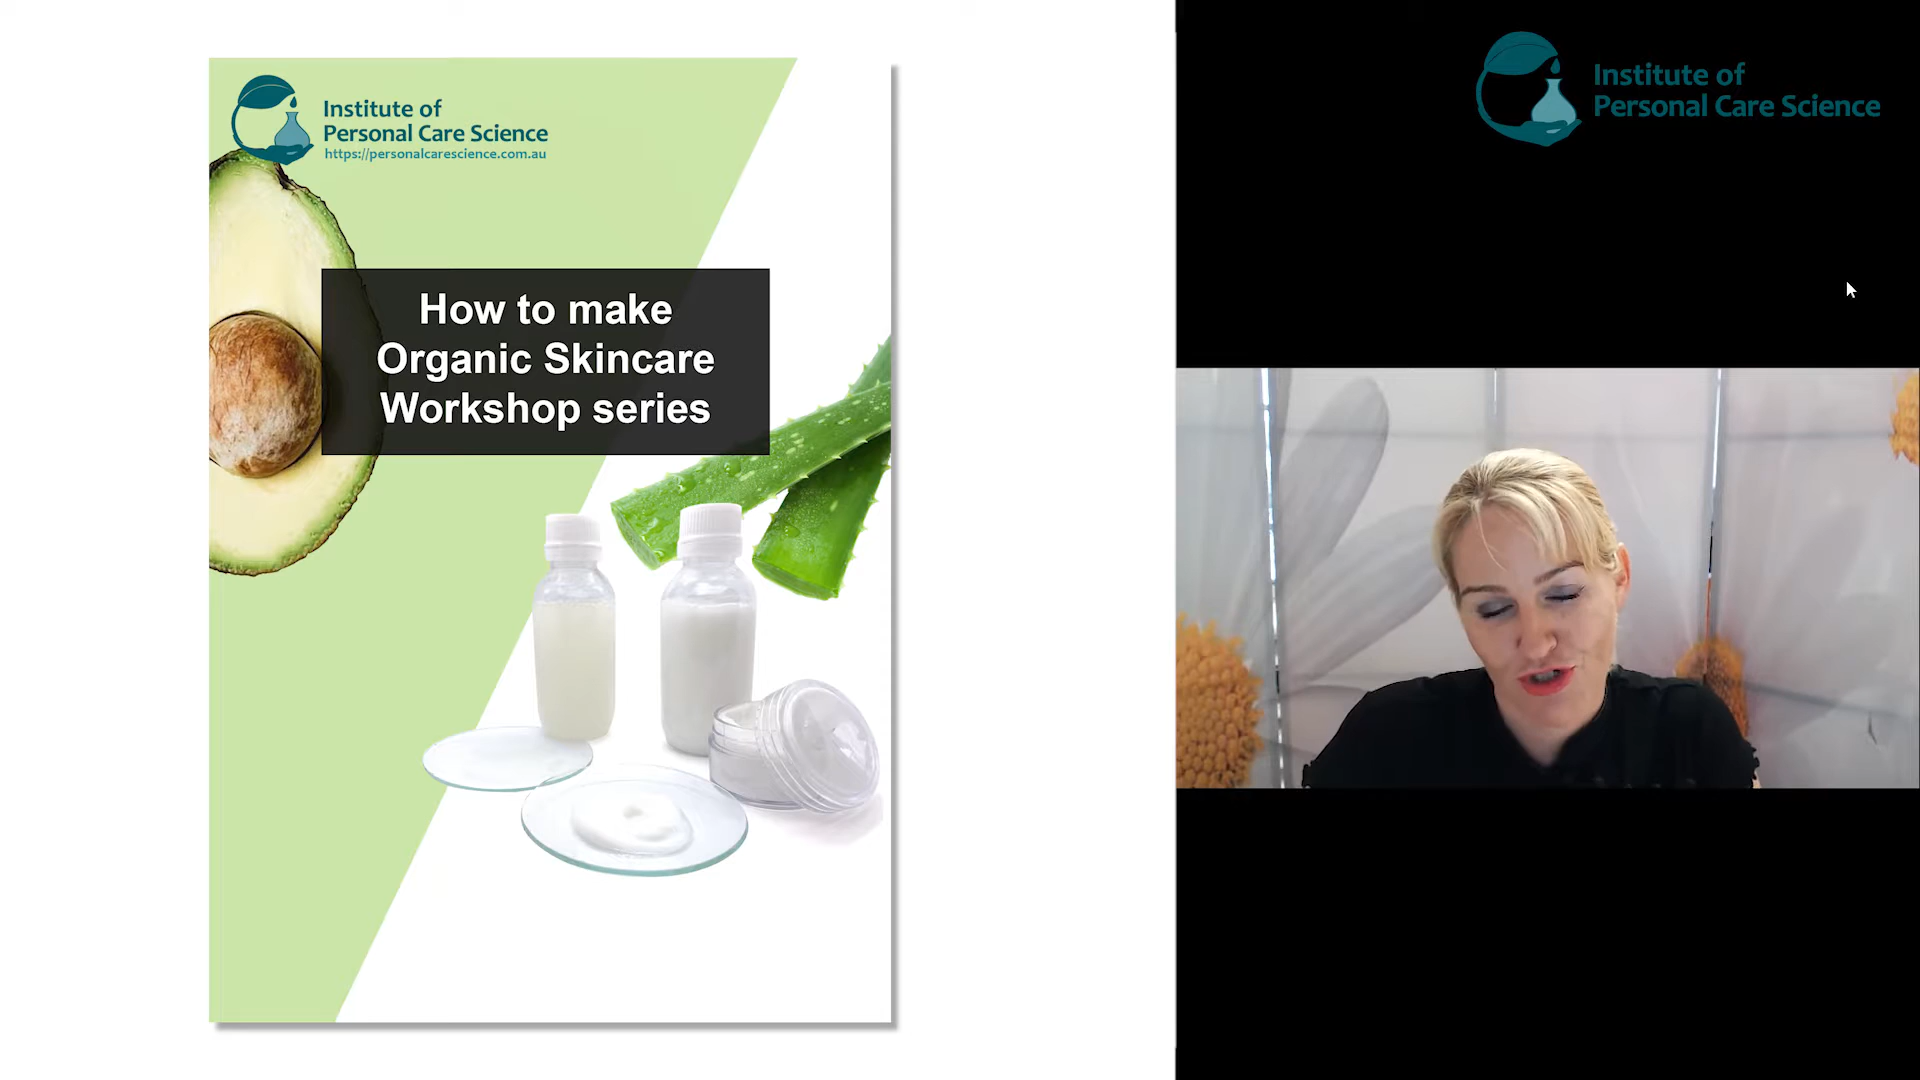 Institute of
Personal Care Science
https://personalcarescience.com.au
How to make
Organic Skincare
Workshop series
Institute of
Personal Care Science